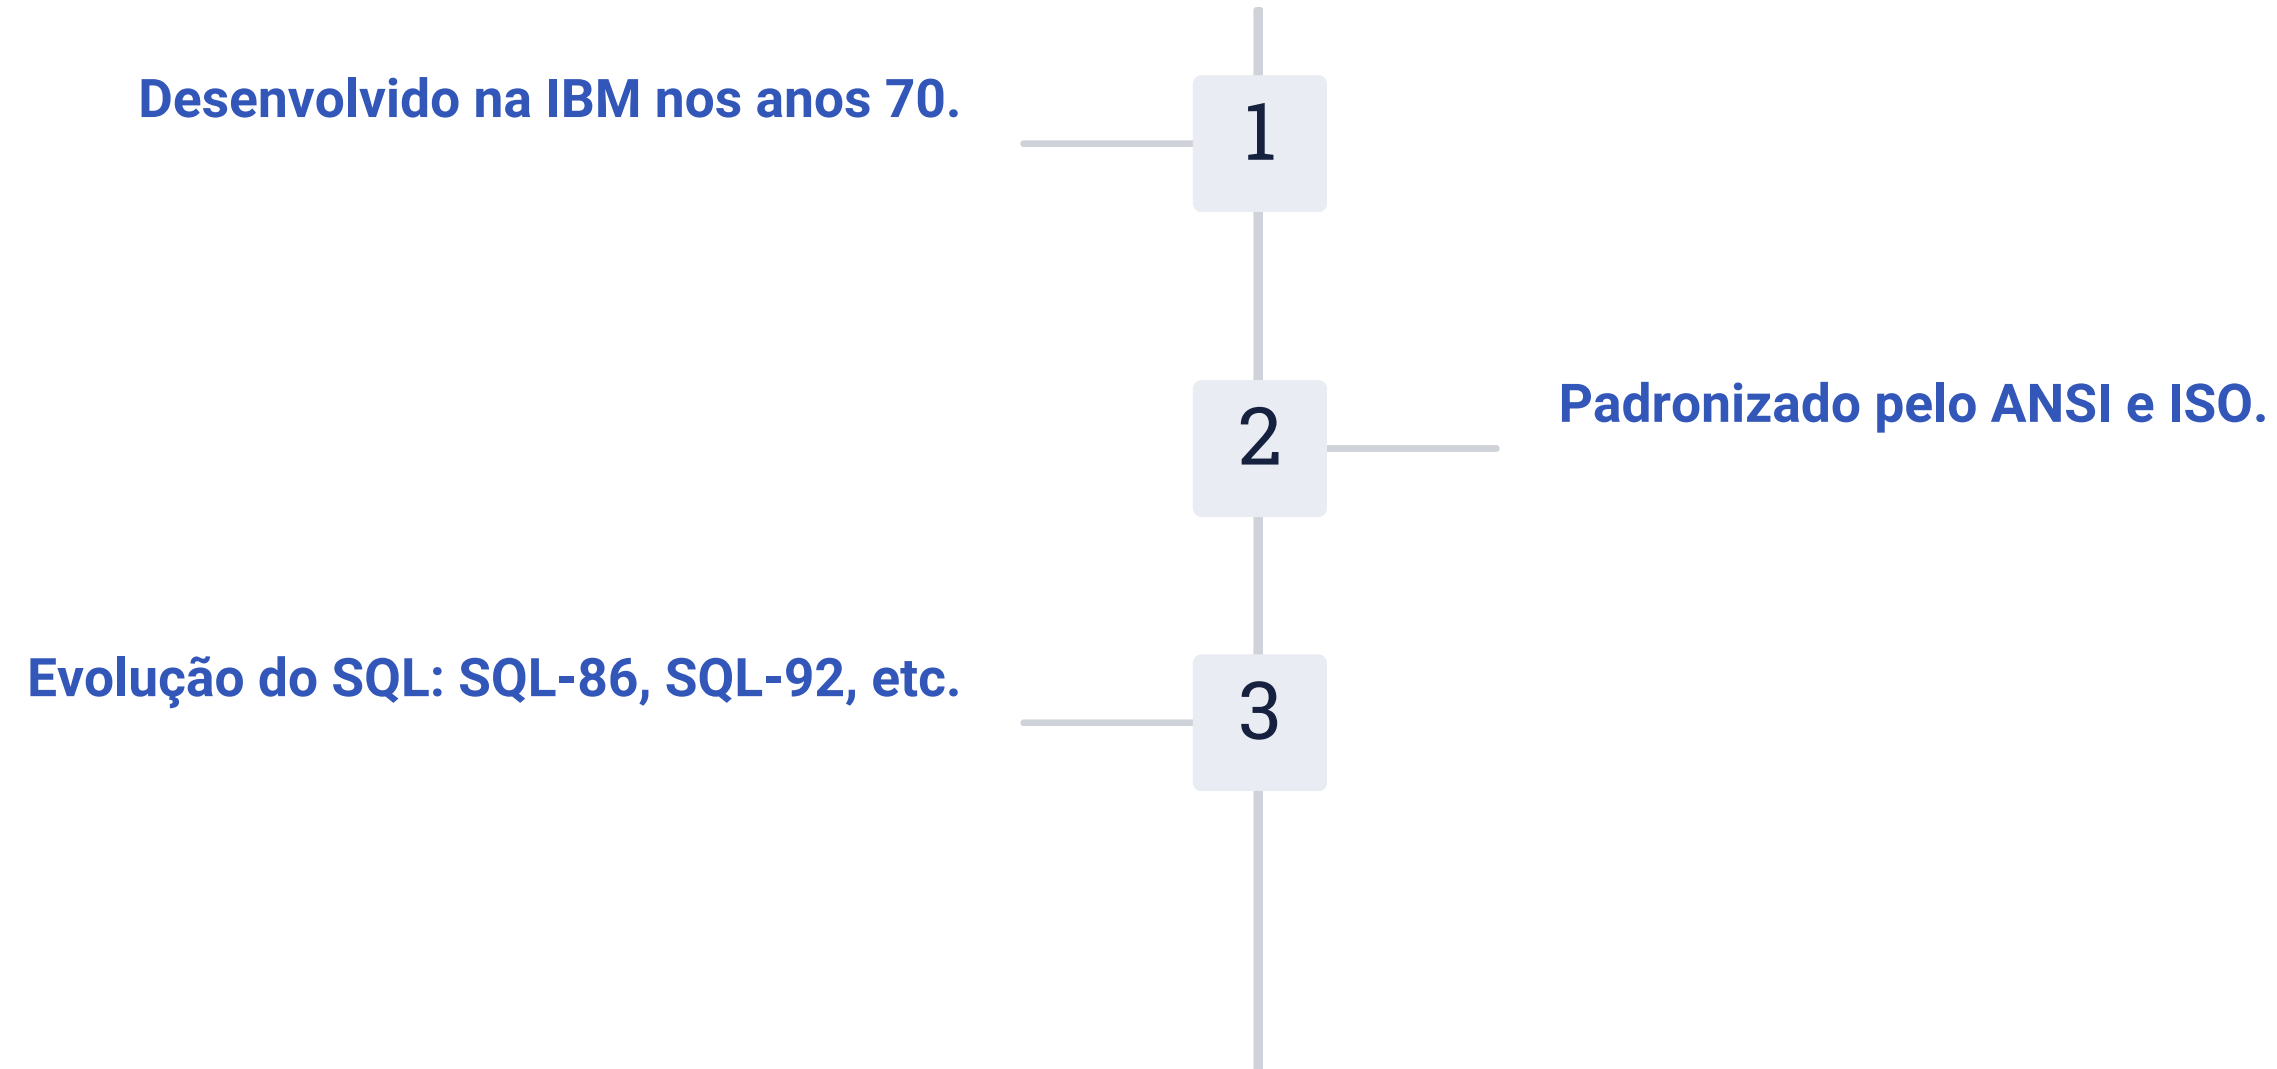 Desenvolvido na IBM nos anos 70.
1
2
Padronizado pelo ANSI e ISO.
Evolução do SQL: SQL-86, SQL-92, etc.
3